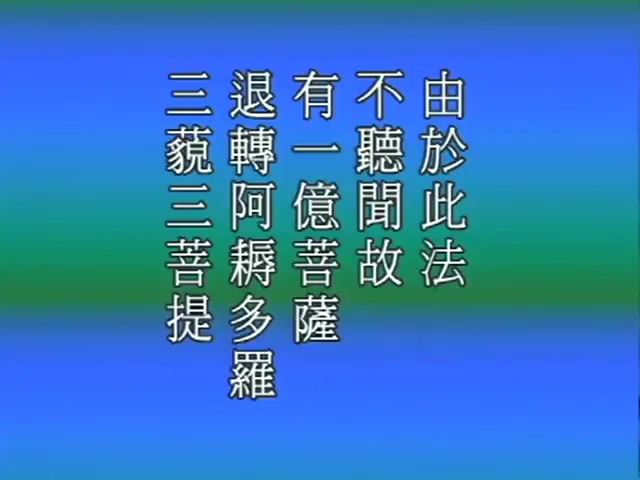 由於此法
不聽聞故
有一億菩薩
退轉阿耨多羅
三藐三菩提